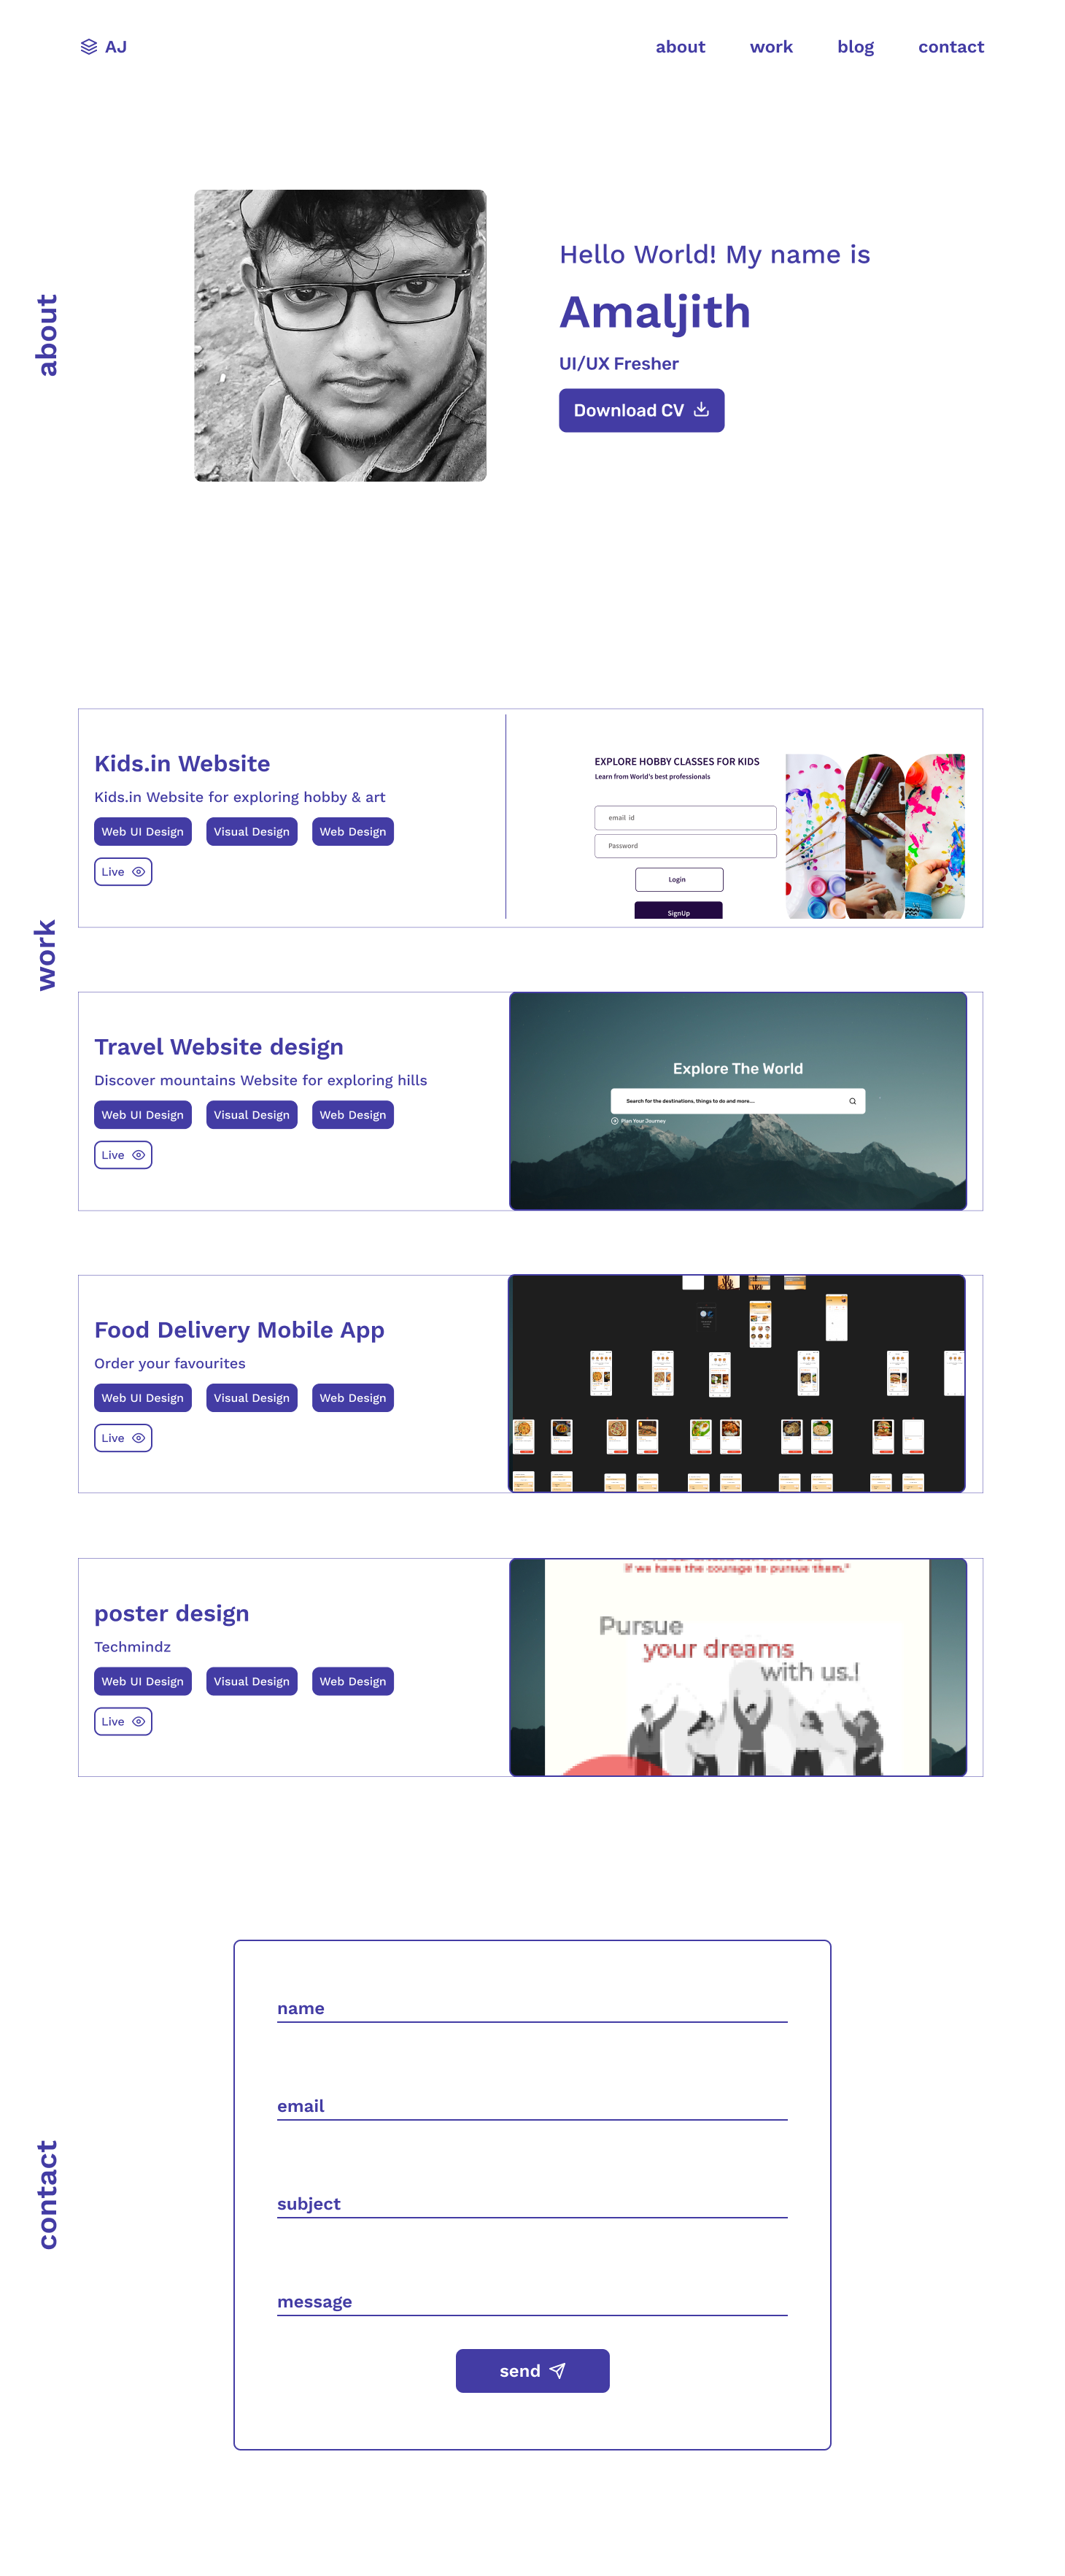 AJ
about work blog contact
about
Hello World! My name is
Amaljith
UI/UX Fresher
Download CV
work
Kids.in Website
Kids.in Website for exploring hobby & art
Web UI Design Visual Design Web Design
Live
EXPLORE HOBBY CLASSES FOR KIDS
Learn from World's best professionals
email id
Password
Login
SignUp
Travel Website design
Discover mountains Website for exploring hills
Web UI Design Visual Design Web Design
Live
Explore The World
Search for the destinations, things to do and more....
Plan Your Journey
Food Delivery Mobile App
Order your favourites
Web UI Design Visual Design Web Design
Live
poster design
Techmindz
Web UI Design Visual Design Web Design
Live
if we have the courage to pursue them."
Pursue
your dreams
with us.!
contact
name
email
subject
message
send